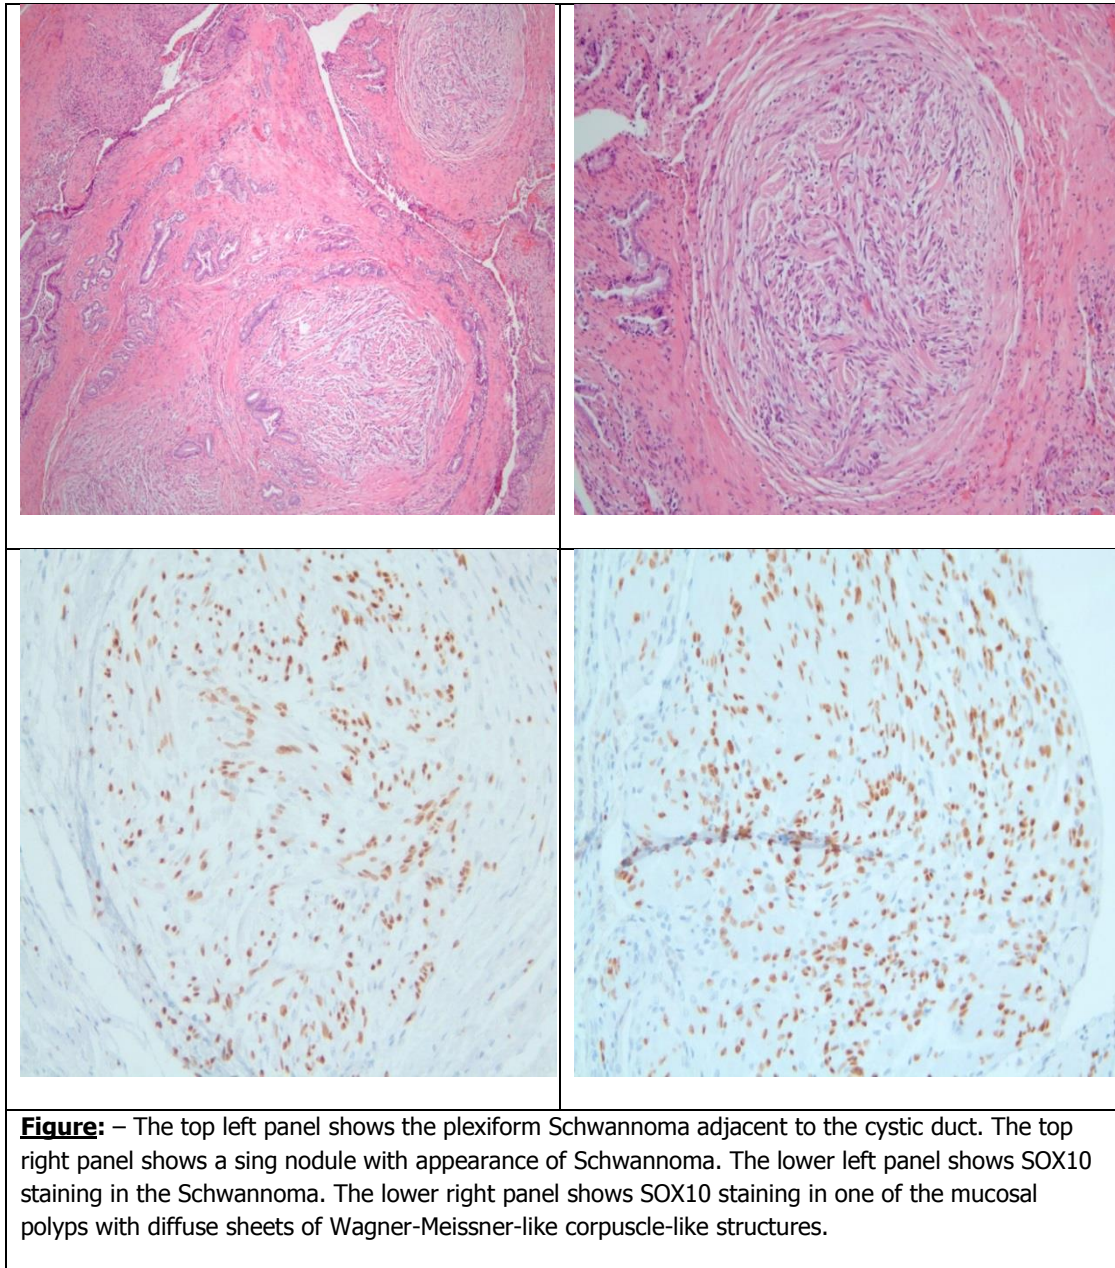 Figure: – The top left panel shows the plexiform Schwannoma adjacent to the cystic duct. The top
right panel shows a sing nodule with appearance of Schwannoma. The lower left panel shows SOX10
staining in the Schwannoma. The lower right panel shows SOX10 staining in one of the mucosal
polyps with diffuse sheets of Wagner-Meissner-like corpuscle-like structures.